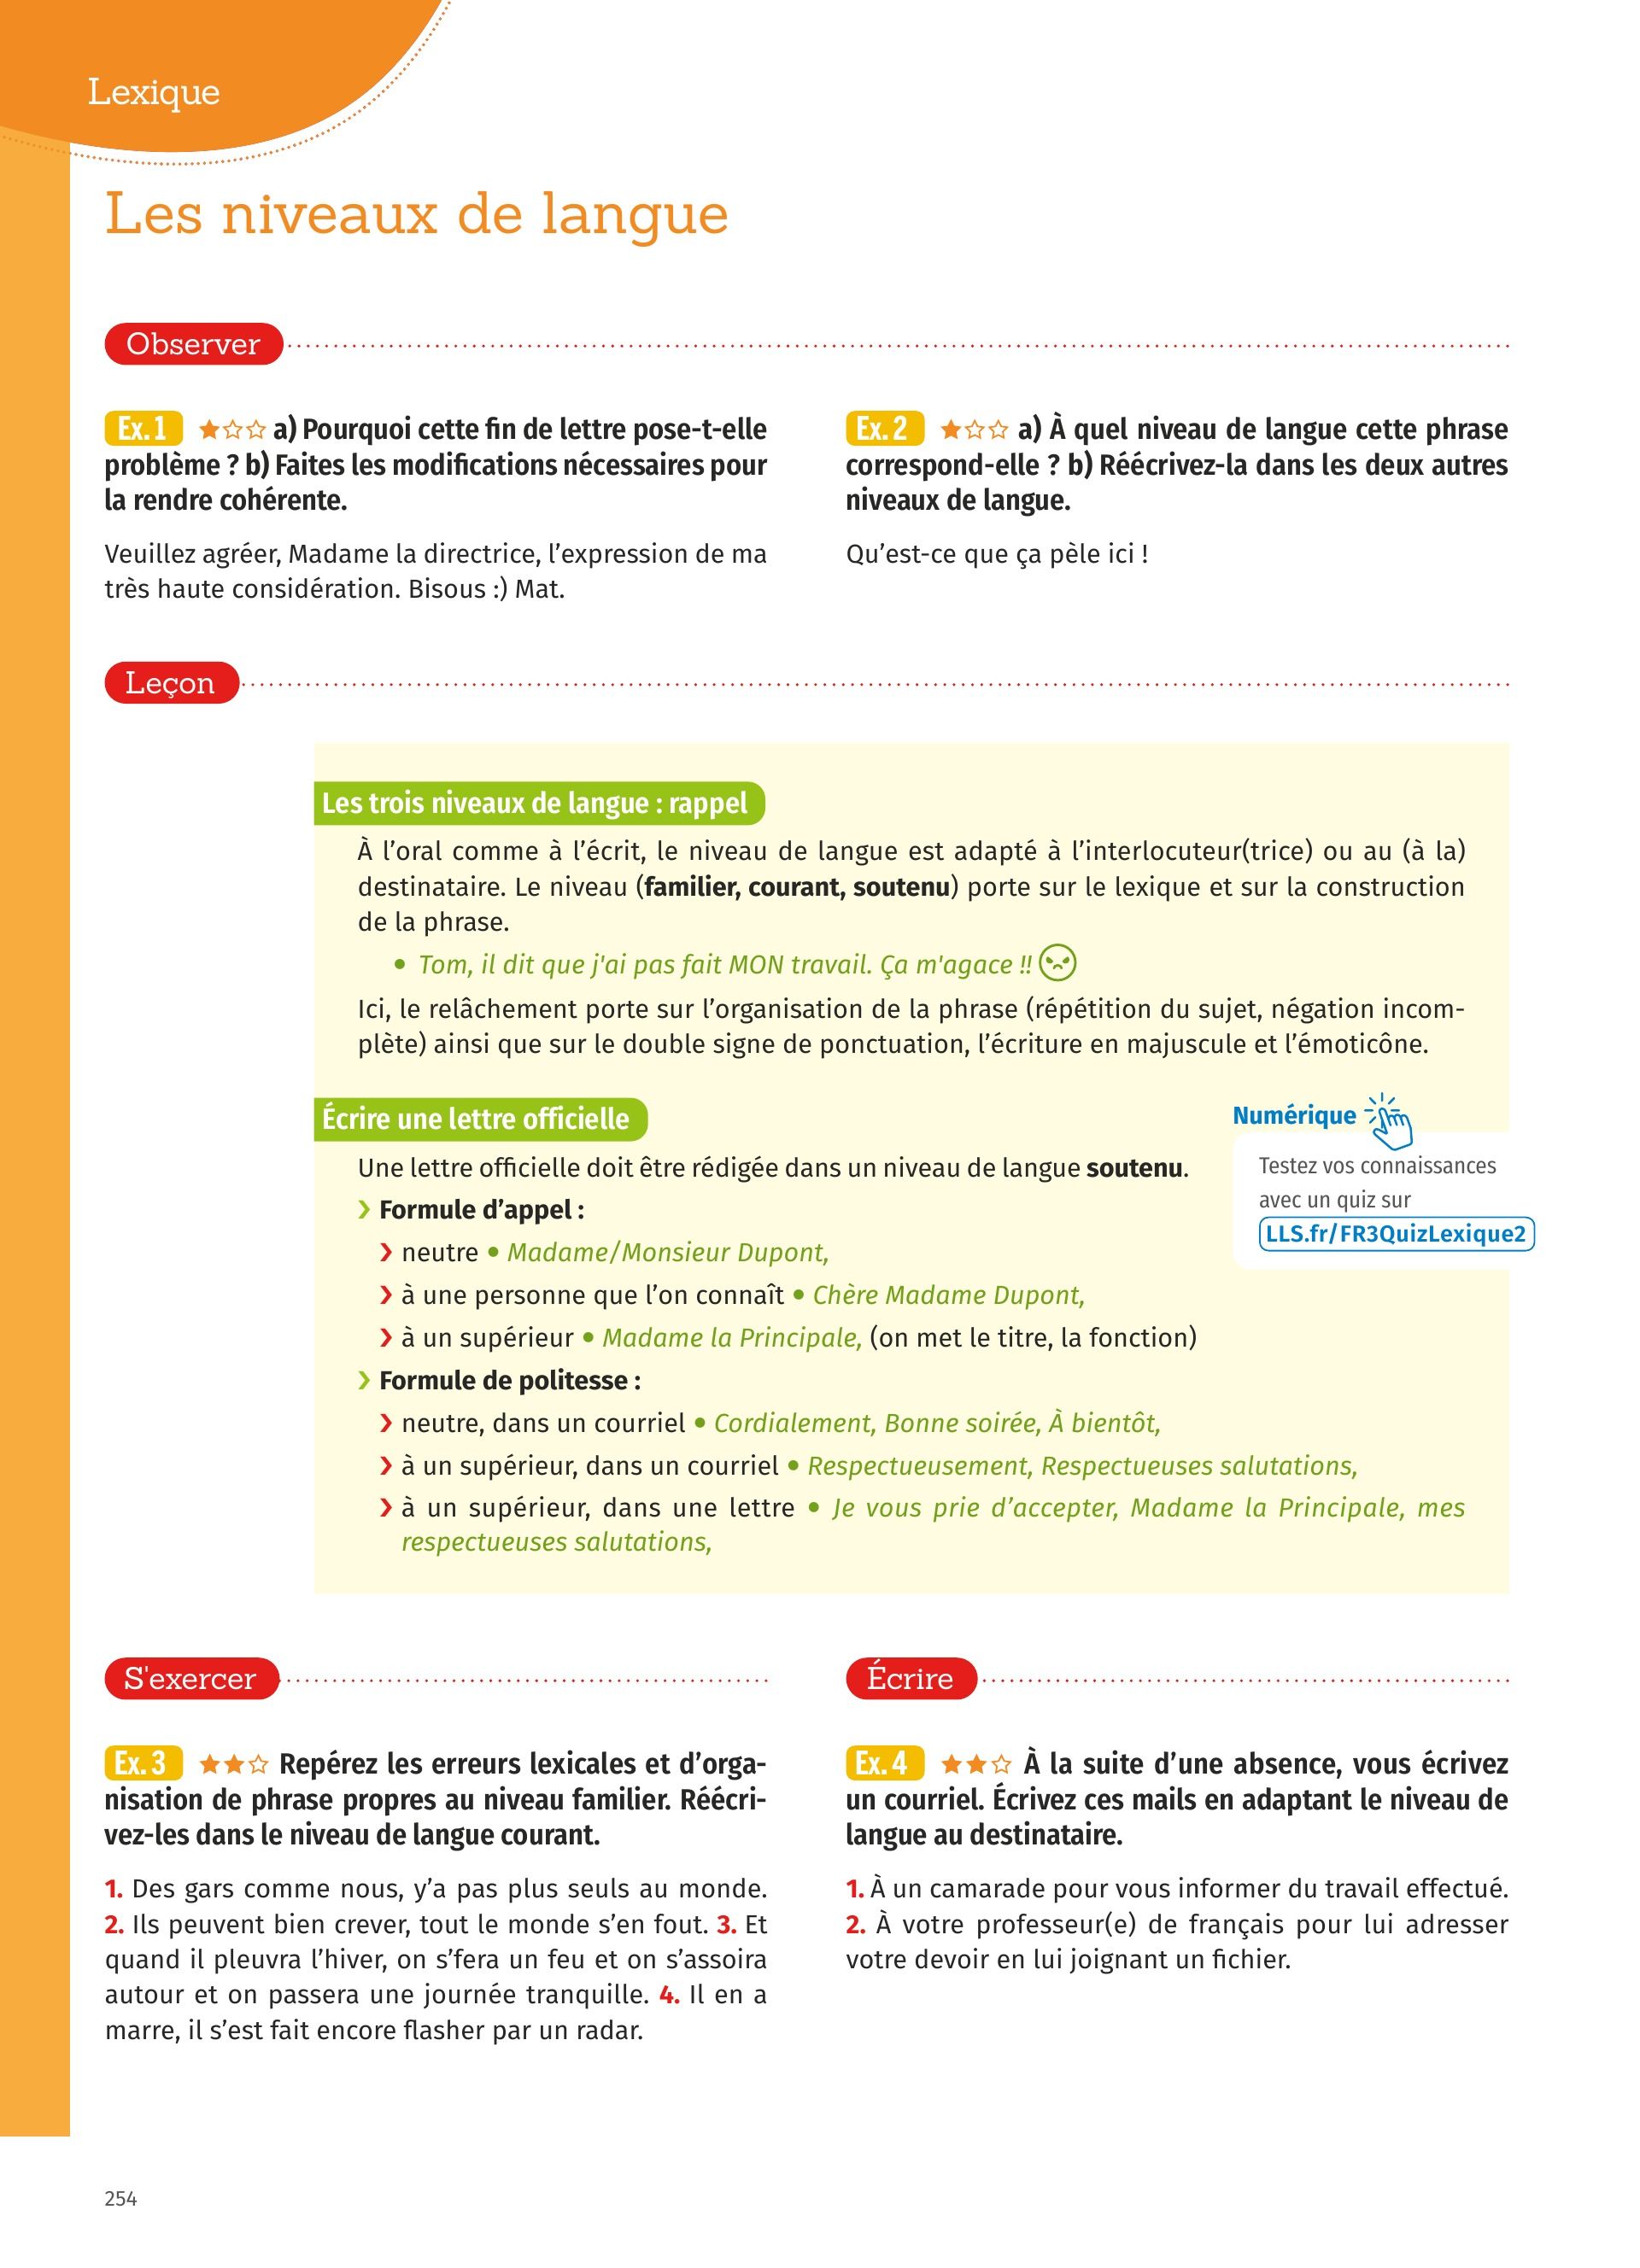 Lexique
Les niveaux de langue
Observer
Ex. 1 a) Pourquoi cette fin de lettre pose-t-elle
problème ? b) Faites les modifications nécessaires pour
la rendre cohérente.
Veuillez agréer, Madame la directrice, l’expression de ma
très haute considération. Bisous :) Mat.
Ex. 2 a) À quel niveau de langue cette phrase
correspond-elle ? b) Réécrivez-la dans les deux autres
niveaux de langue.
Qu’est-ce que ça pèle ici !
Leçon
Les trois niveaux de langue : rappel
À l’oral comme à l’écrit, le niveau de langue est adapté à l’interlocuteur(trice) ou au (à la)
destinataire. Le niveau (familier, courant, soutenu) porte sur le lexique et sur la construction
de la phrase.
• Tom, il dit que j'ai pas fait MON travail. Ça m'agace !!
Ici, le relâchement porte sur l’organisation de la phrase (répétition du sujet, négation incom-
plète) ainsi que sur le double signe de ponctuation, l’écriture en majuscule et l’émoticône.
Écrire une lettre officielle
Une lettre officielle doit être rédigée dans un niveau de langue soutenu.
› Formule d’appel :
› neutre • Madame/Monsieur Dupont,
› à une personne que l’on connaît • Chère Madame Dupont,
› à un supérieur • Madame la Principale, (on met le titre, la fonction)
› Formule de politesse :
› neutre, dans un courriel • Cordialement, Bonne soirée, À bientôt,
› à un supérieur, dans un courriel • Respectueusement, Respectueuses salutations,
› à un supérieur, dans une lettre • Je vous prie d’accepter, Madame la Principale, mes
respectueuses salutations,
Numérique
Testez vos connaissances
avec un quiz sur
LLS.fr/FR3QuizLexique2
S'exercer
Ex. 3 Repérez les erreurs lexicales et d’orga-
nisation de phrase propres au niveau familier. Réécri-
vez-les dans le niveau de langue courant.
1. Des gars comme nous, y’a pas plus seuls au monde.
2. Ils peuvent bien crever, tout le monde s’en fout. 3. Et
quand il pleuvra l’hiver, on s’fera un feu et on s’assoira
autour et on passera une journée tranquille. 4. Il en a
marre, il s’est fait encore flasher par un radar.
Écrire
Ex. 4 À la suite d’une absence, vous écrivez
un courriel. Écrivez ces mails en adaptant le niveau de
langue au destinataire.
1. À un camarade pour vous informer du travail effectué.
2. À votre professeur(e) de français pour lui adresser
votre devoir en lui joignant un fichier.
254